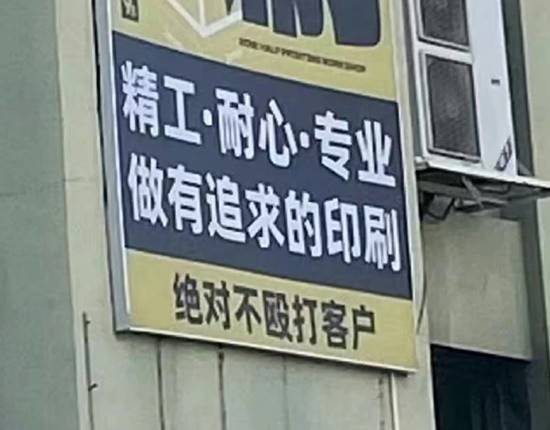 精工·耐心·专业
做有追求的印刷
绝对不殴打客户